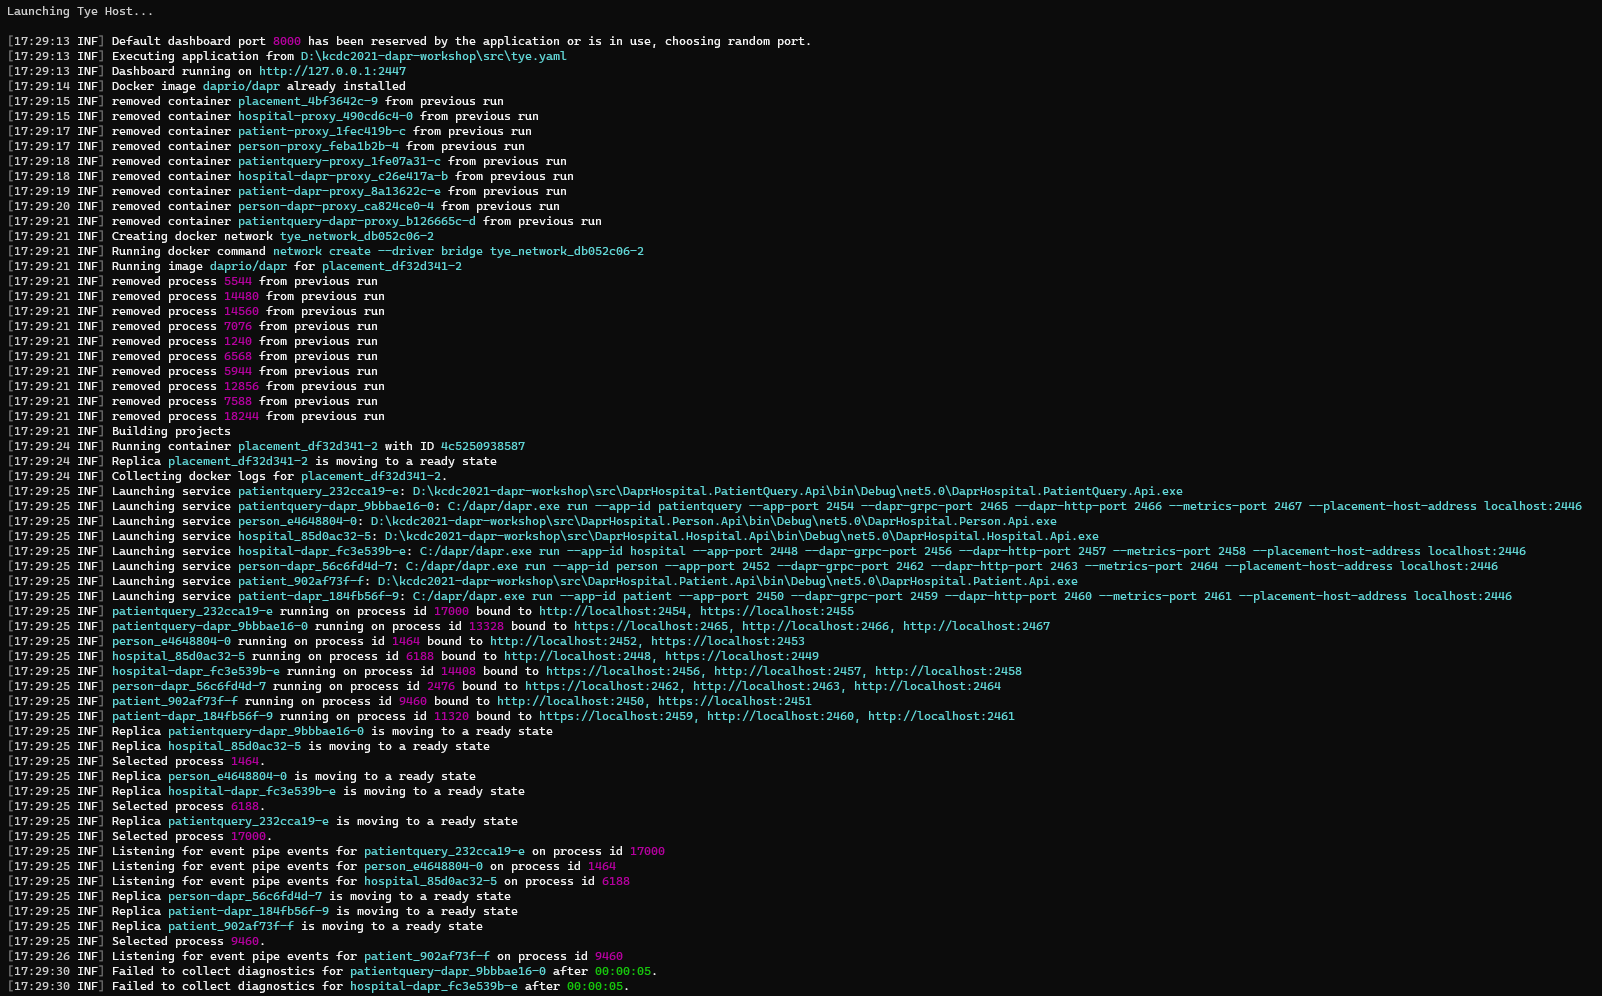 Launching Tye Host...
[17:29:13 INF] Default dashboard port 8000 has been reserved by the application or is in use, choosing random port.
[17:29:13 INF] Executing application from D:\kcdc2021-dapr-workshop\src\tye.yaml
[17:29:13 INF] Dashboard running on http://127.0.0.1:2447
[17:29:14 INF] Docker image daprio/dapr already installed
[17:29:15 INF] removed container placement_4bf3642c-9 from previous run
[17:29:15 INF] removed container hospital-proxy_490cd6c4-0 from previous run
[17:29:17 INF] removed container patient-proxy_1fec419b-c from previous run
[17:29:17 INF] removed container person-proxy_feba1b2b-4 from previous run
[17:29:18 INF] removed container patientquery-proxy_1fe07a31-c from previous run
[17:29:18 INF] removed container hospital-dapr-proxy_c26e417a-b from previous run
[17:29:19 INF] removed container patient-dapr-proxy_8a13622c-e from previous run
[17:29:20 INF] removed container person-dapr-proxy_ca824ce0-4 from previous run
[17:29:21 INF] removed container patientquery-dapr-proxy_b126665c-d from previous run
[17:29:21 INF] Creating docker network tye_network_db052c06-2
[17:29:21 INF] Running docker command network create --driver bridge tye_network_db052c06-2
[17:29:21 INF] Running image daprio/dapr for placement_df32d341-2
[17:29:21 INF] removed process 5544 from previous run
[17:29:21 INF] removed process 14480 from previous run
[17:29:21 INF] removed process 14560 from previous run
[17:29:21 INF] removed process 7076 from previous run
[17:29:21 INF] removed process 1240 from previous run
[17:29:21 INF] removed process 6568 from previous run
[17:29:21 INF] removed process 5944 from previous run
[17:29:21 INF] removed process 12856 from previous run
[17:29:21 INF] removed process 7588 from previous run
[17:29:21 INF] removed process 18244 from previous run
[17:29:21 INF] Building projects
[17:29:24 INF] Running container placement_df32d341-2 with ID 4c5250938587
[17:29:24 INF] Replica placement_df32d341-2 is moving to a ready state
[17:29:24 INF] Collecting docker logs for placement_df32d341-2.
[17:29:25 INF] Launching service patientquery_232cca19-e: D:\kcdc2021-dapr-workshop\src\DaprHospital.PatientQuery.Api\bin\Debug\net5.0\DaprHospital.PatientQuery.Api.exe
[17:29:25 INF] Launching service patientquery-dapr_9bbbae16-0: C:/dapr/dapr.exe run --app-id patientquery --app-port 2454 --dapr-grpc-port 2465 --dapr-http-port 2466 --metrics-port 2467 --placement-host-address localhost:2446
[17:29:25 INF] Launching service person_e4648804-0: D:\kcdc2021-dapr-workshop\src\DaprHospital.Person.Api\bin\Debug\net5.0\DaprHospital.Person.Api.exe
[17:29:25 INF] Launching service hospital_85d0ac32-5: D:\kcdc2021-dapr-workshop\src\DaprHospital.Hospital.Api\bin\Debug\net5.0\DaprHospital.Hospital.Api.exe
[17:29:25 INF] Launching service hospital-dapr_fc3e539b-e: C:/dapr/dapr.exe run --app-id hospital --app-port 2448 --dapr-grpc-port 2456 --dapr-http-port 2457 --metrics-port 2458 --placement-host-address localhost:2446
[17:29:25 INF] Launching service person-dapr_56c6fd4d-7: C:/dapr/dapr.exe run --app-id person --app-port 2452 --dapr-grpc-port 2462 --dapr-http-port 2463 --metrics-port 2464 --placement-host-address localhost:2446
[17:29:25 INF] Launching service patient_902af73f-f: D:\kcdc2021-dapr-workshop\src\DaprHospital.Patient.Api\bin\Debug\net5.0\DaprHospital.Patient.Api.exe
[17:29:25 INF] Launching service patient-dapr_184fb56f-9: C:/dapr/dapr.exe run --app-id patient --app-port 2450 --dapr-grpc-port 2459 --dapr-http-port 2460 --metrics-port 2461 --placement-host-address localhost:2446
[17:29:25 INF] patientquery_232cca19-e running on process id 17000 bound to http://localhost:2454, https://localhost:2455
[17:29:25 INF] patientquery-dapr_9bbbae16-0 running on process id 13328 bound to https://localhost:2465, http://localhost:2466, http://localhost:2467
[17:29:25 INF] person_e4648804-0 running on process id 1464 bound to http://localhost:2452, https://localhost:2453
[17:29:25 INF] hospital_85d0ac32-5 running on process id 6188 bound to http://localhost:2448, https://localhost:2449
[17:29:25 INF] hospital-dapr_fc3e539b-e running on process id 14408 bound to https://localhost:2456, http://localhost:2457, http://localhost:2458
[17:29:25 INF] person-dapr_56c6fd4d-7 running on process id 2476 bound to https://localhost:2462, http://localhost:2463, http://localhost:2464
[17:29:25 INF] patient_902af73f-f running on process id 9460 bound to http://localhost:2450, https://localhost:2451
[17:29:25 INF] patient-dapr_184fb56f-9 running on process id 11320 bound to https://localhost:2459, http://localhost:2460, http://localhost:2461
[17:29:25 INF] Replica patientquery-dapr_9bbbae16-0 is moving to a ready state
[17:29:25 INF] Replica hospital_85d0ac32-5 is moving to a ready state
[17:29:25 INF] Selected process 1464.
[17:29:25 INF] Replica person_e4648804-0 is moving to a ready state
[17:29:25 INF] Replica hospital-dapr_fc3e539b-e is moving to a ready state
[17:29:25 INF] Selected process 6188.
[17:29:25 INF] Replica patientquery_232cca19-e is moving to a ready state
[17:29:25 INF] Selected process 17000.
[17:29:25 INF] Listening for event pipe events for patientquery_232cca19-e on process id 17000
[17:29:25 INF] Listening for event pipe events for person_e4648804-0 on process id 1464
[17:29:25 INF] Listening for event pipe events for hospital_85d0ac32-5 on process id 6188
[17:29:25 INF] Replica person-dapr_56c6fd4d-7 is moving to a ready state
[17:29:25 INF] Replica patient-dapr_184fb56f-9 is moving to a ready state
[17:29:25 INF] Replica patient_902af73f-f is moving to a ready state
[17:29:25 INF] Selected process 9460.
[17:29:26 INF] Listening for event pipe events for patient_902af73f-f on process id 9460
[17:29:30 INF] Failed to collect diagnostics for patientquery-dapr_9bbbae16-0 after 00:00:05.
[17:29:30 INF] Failed to collect diagnostics for hospital-dapr_fc3e539b-e after 00:00:05.